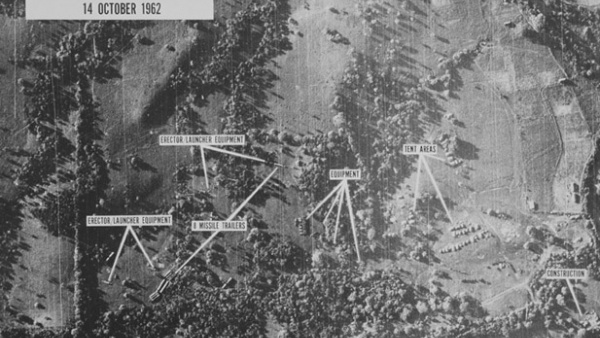 14 OCTOBER 1962
ERECTOR/LAUNCHER EQUIPMENT
TENT AREAS
EQUIPMENT
ERECTOR/LAUNCHER EQUIPMENT
8 MISSILE TRAILERS
CONSTRUCTION